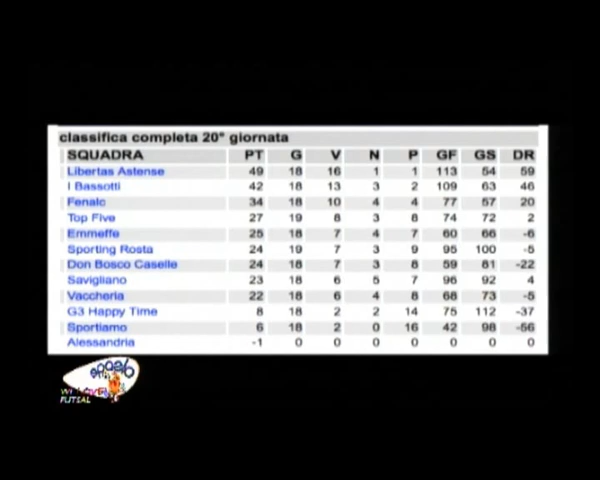 classifica completa 20° giornata
SQUADRA PT G V N P GF GS DR
Libertas Astense 49 18 16 1 1 113 54 59
I Bassotti 42 18 13 3 2 109 63 46
Fenalc 34 18 10 4 4 77 57 20
Top Five 27 19 8 3 8 74 72 2
Emmeffe 25 18 7 4 7 60 66 -6
Sporting Rosta 24 19 7 3 9 95 100 -5
Don Bosco Caselle 24 18 7 3 8 59 81 -22
Savigliano 23 18 6 5 7 96 92 4
Vaccheria 22 18 6 4 8 68 73 -5
G3 Happy Time 8 18 2 2 14 75 112 -37
Sportiamo 6 18 2 0 16 42 98 -56
Alessandria -1 0 0 0 0 0 0 0
FUTSAL